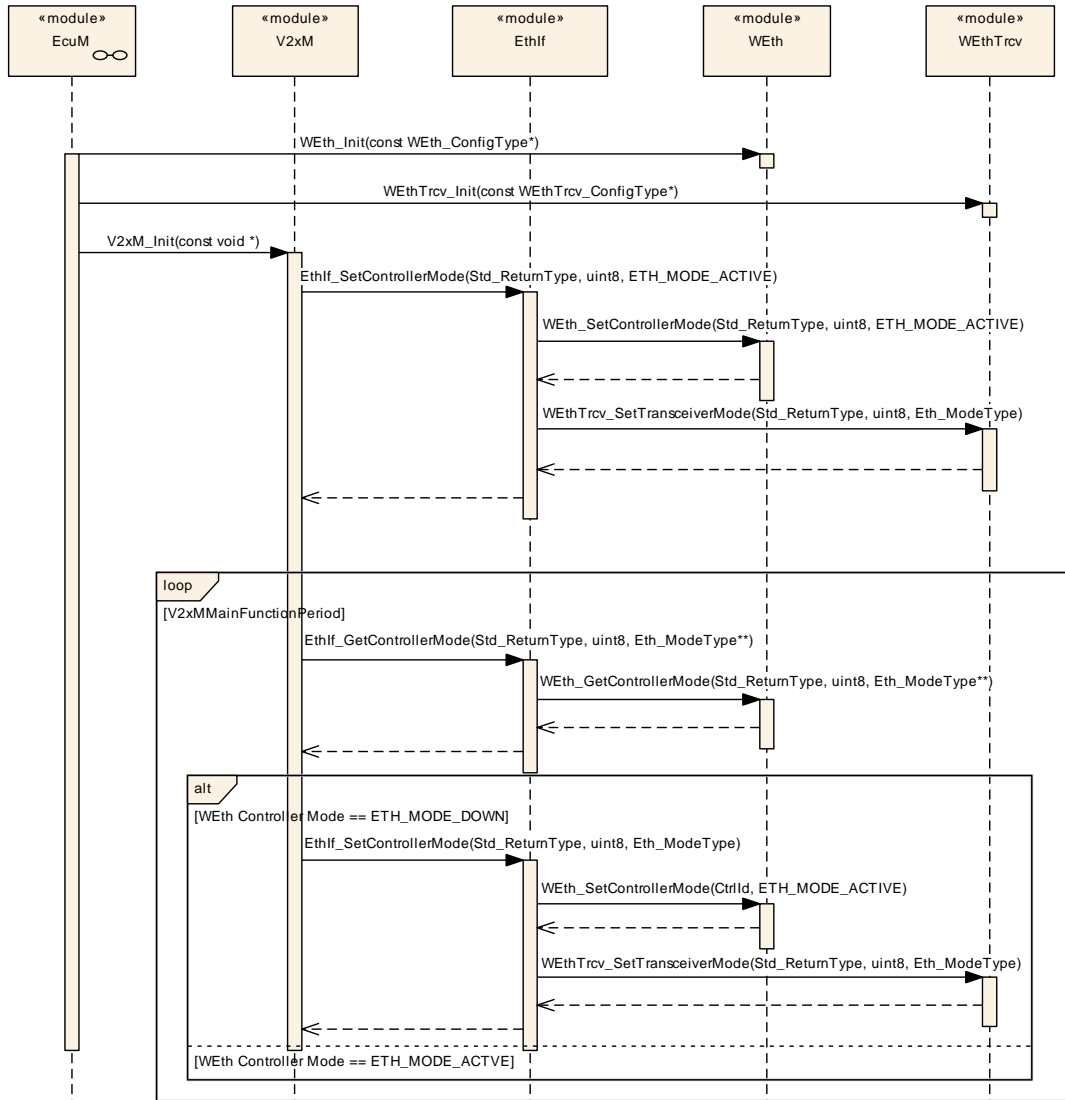 «module»
EcuM
«module»
V2xM
«module»
EthIf
«module»
WEth
«module»
WEthTrcv
WEth_Init(const WEth_ConfigType*)
WEthTrcv_Init(const WEthTrcv_ConfigType*)
V2xM_Init(const void *)
EthIf_SetControllerMode(Std_ReturnType, uint8, ETH_MODE_ACTIVE)
WEth_SetControllerMode(Std_ReturnType, uint8, ETH_MODE_ACTIVE)
WEthTrcv_SetTransceiverMode(Std_ReturnType, uint8, Eth_ModeType)
loop
[V2xMMainFunctionPeriod]
EthIf_GetControllerMode(Std_ReturnType, uint8, Eth_ModeType**)
WEth_GetControllerMode(Std_ReturnType, uint8, Eth_ModeType**)
alt
[WEth Controller Mode == ETH_MODE_DOWN]
EthIf_SetControllerMode(Std_ReturnType, uint8, Eth_ModeType)
WEth_SetControllerMode(CtrlId, ETH_MODE_ACTIVE)
WEthTrcv_SetTransceiverMode(Std_ReturnType, uint8, Eth_ModeType)
[WEth Controller Mode == ETH_MODE_ACTVE]